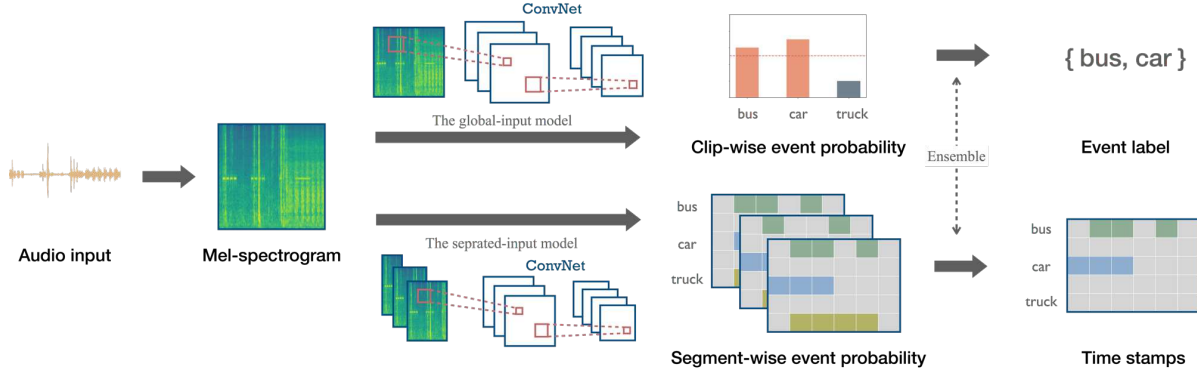 ConvNet
bus
car
truck
{ bus, car }
The global-input model
Clip-wise event probability
Event label
Ensemble
bus
car
truck
bus
car
truck
The seprated-input model
Audio input
Mel-spectrogram
ConvNet
Segment-wise event probability
Time stamps